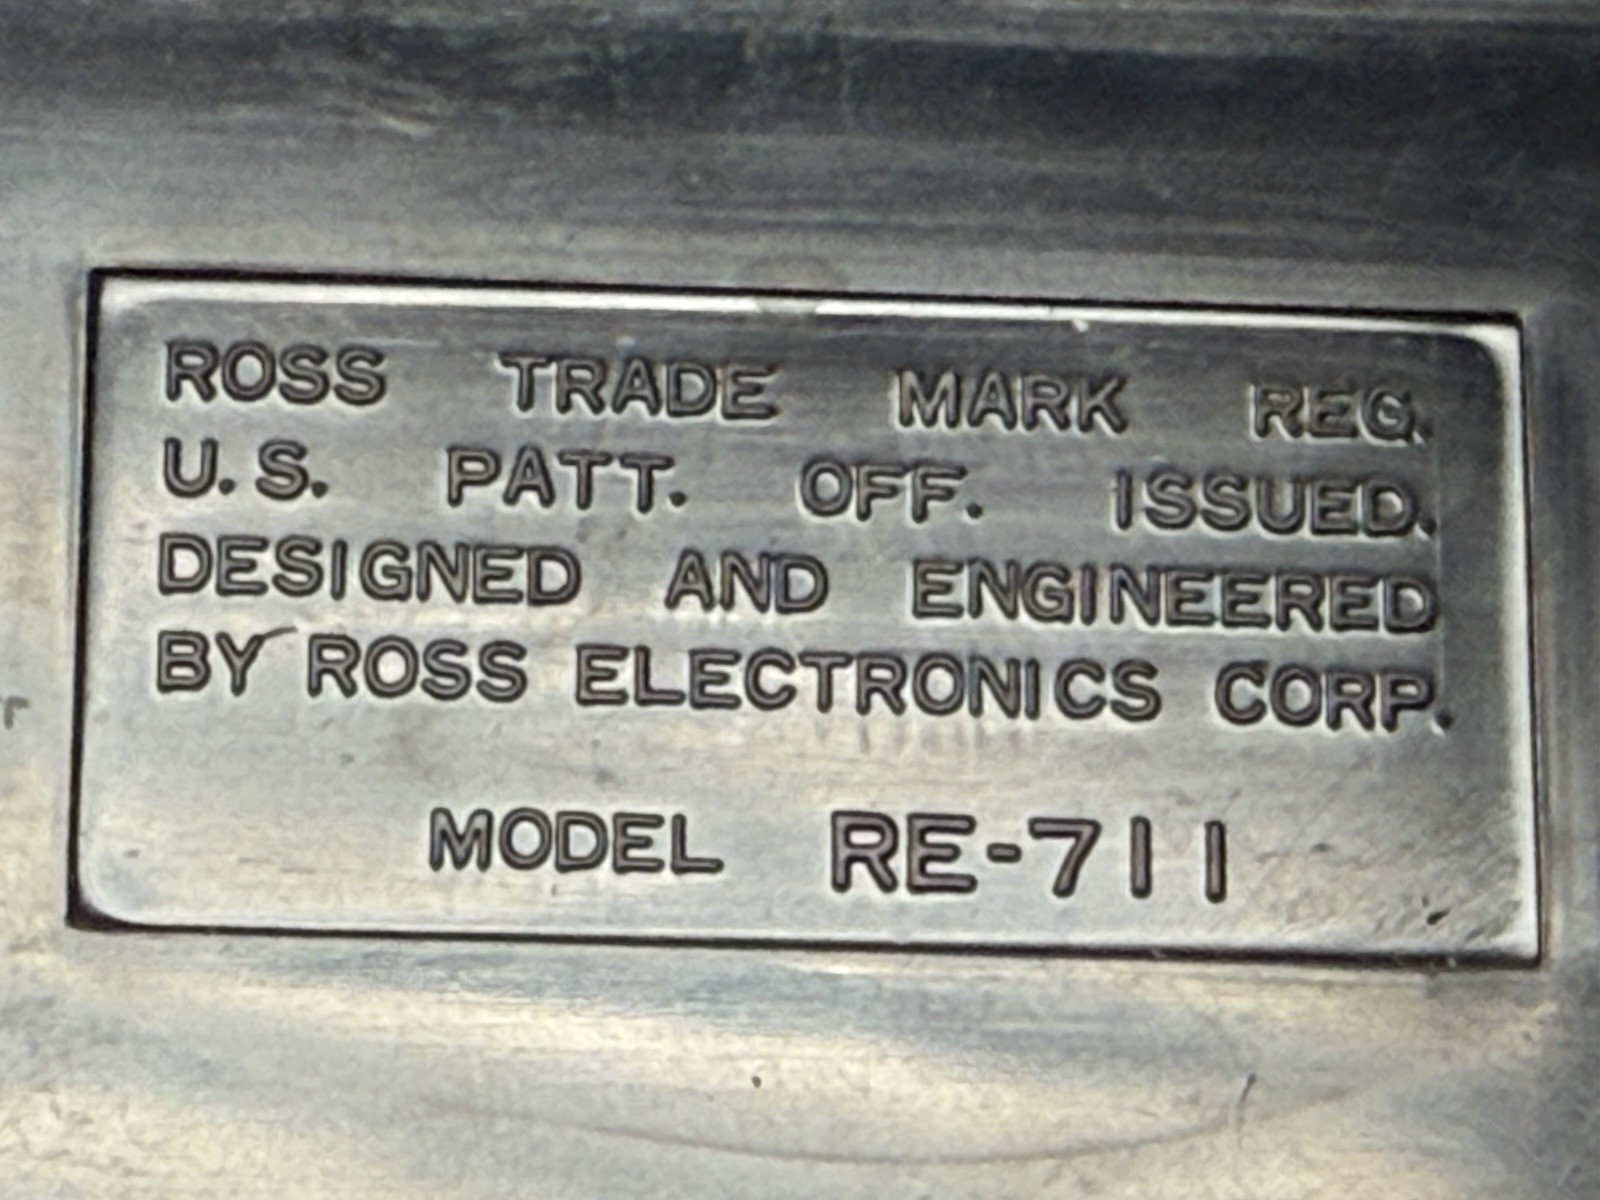 ROSS TRADE MARK REG.
U.S. PATT. OFF. ISSUED.
DESIGNED AND ENGINEERED
BY ROSS ELECTRONICS CORP.
MODEL RE-711